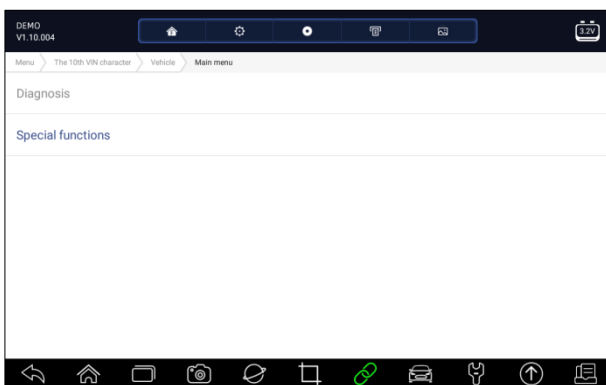 DEMO
V1.10.004
3.2V
Menu The 10th VIN character Vehicle Main menu
Diagnosis
Special functions